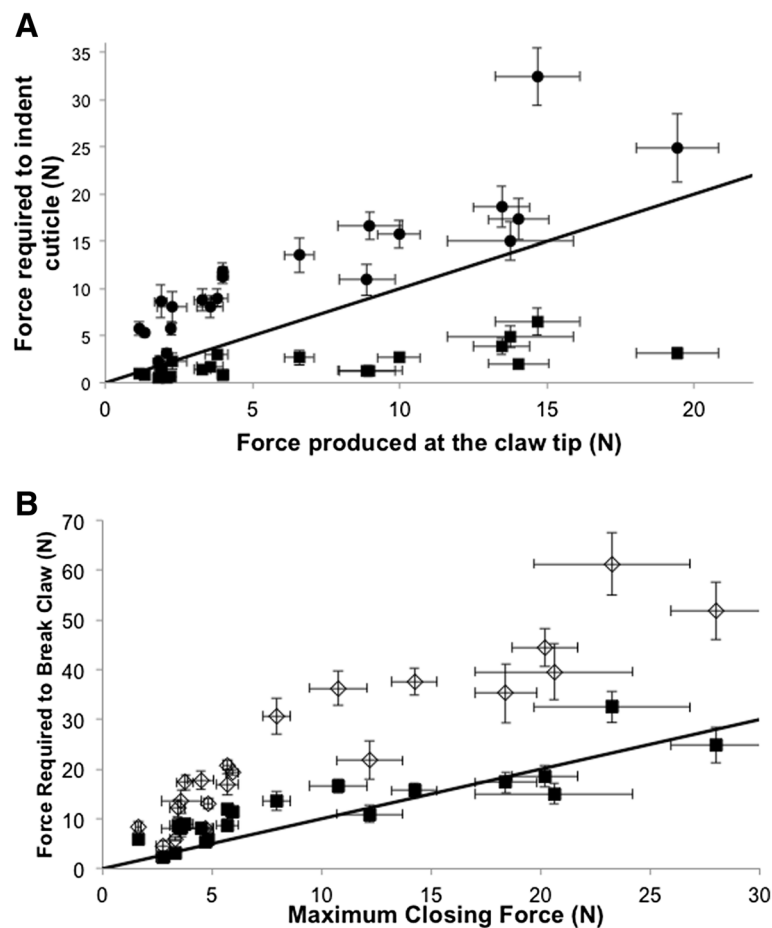 A
Force required to indent
cuticle (N)
35
30
25
20
15
10
5
0
0 5 10 15 20
Force produced at the claw tip (N)
B
Force Required to Break Claw (N)
70
60
50
40
30
20
10
0
0 5 10 15 20 25 30
Maximum Closing Force (N)